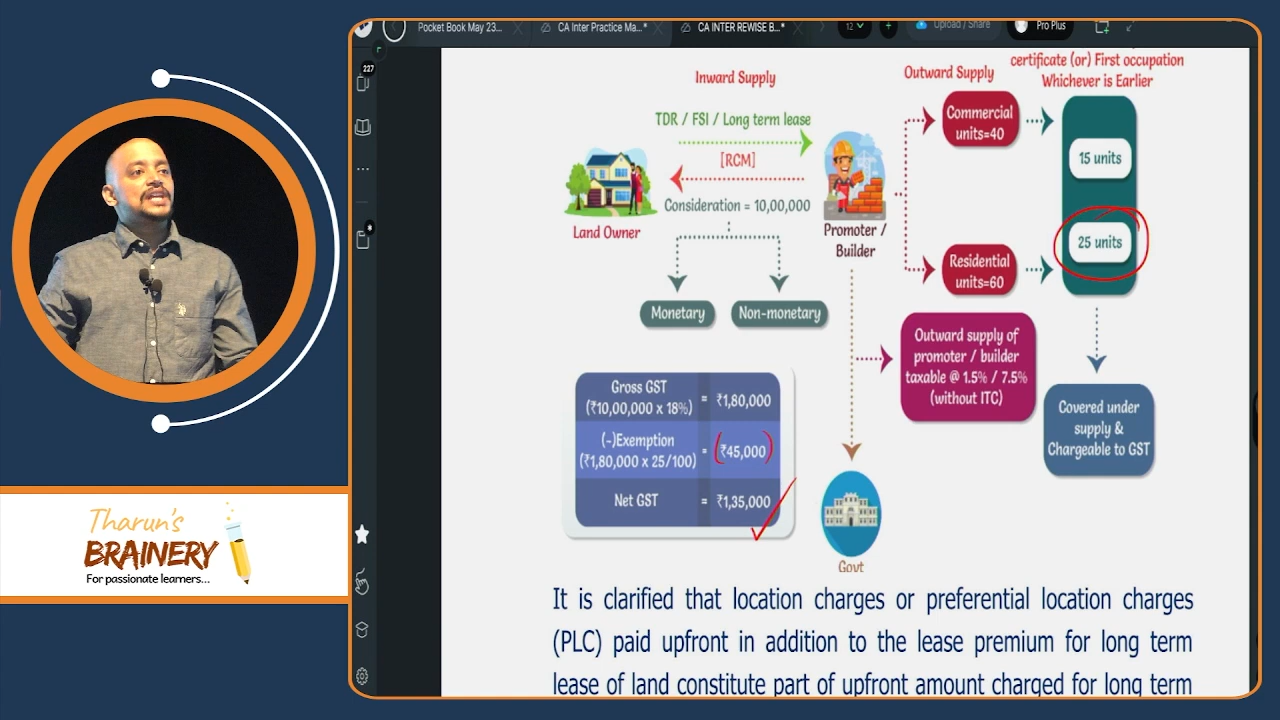 Pocket Book May 23...
CA Inter Practice Ma...*
CA INTER REWISE B...*
12
+
Upload / Share
Pro Plus
227
Inward Supply
Outward Supply
certificate (or) First occupation
Whichever is Earlier
TDR / FSI / Long term lease
[RCM]
Consideration = 10,00,000
Land Owner
Promoter /
Builder
Commercial
units=40
15 units
Residential
units=60
25 units
Monetary
Non-monetary
Outward supply of
promoter / builder
taxable @ 1.5% / 7.5%
(without ITC)
Covered under
supply &
Chargeable to GST
Gross GST
(₹10,00,000 x 18%) = ₹1,80,000
(-)Exemption
(₹1,80,000 x 25/100) = ₹45,000
Net GST = ₹1,35,000
Govt
It is clarified that location charges or preferential location charges
(PLC) paid upfront in addition to the lease premium for long term
lease of land constitute part of upfront amount charged for long term
Tharun's
BRAINERY
For passionate learners...